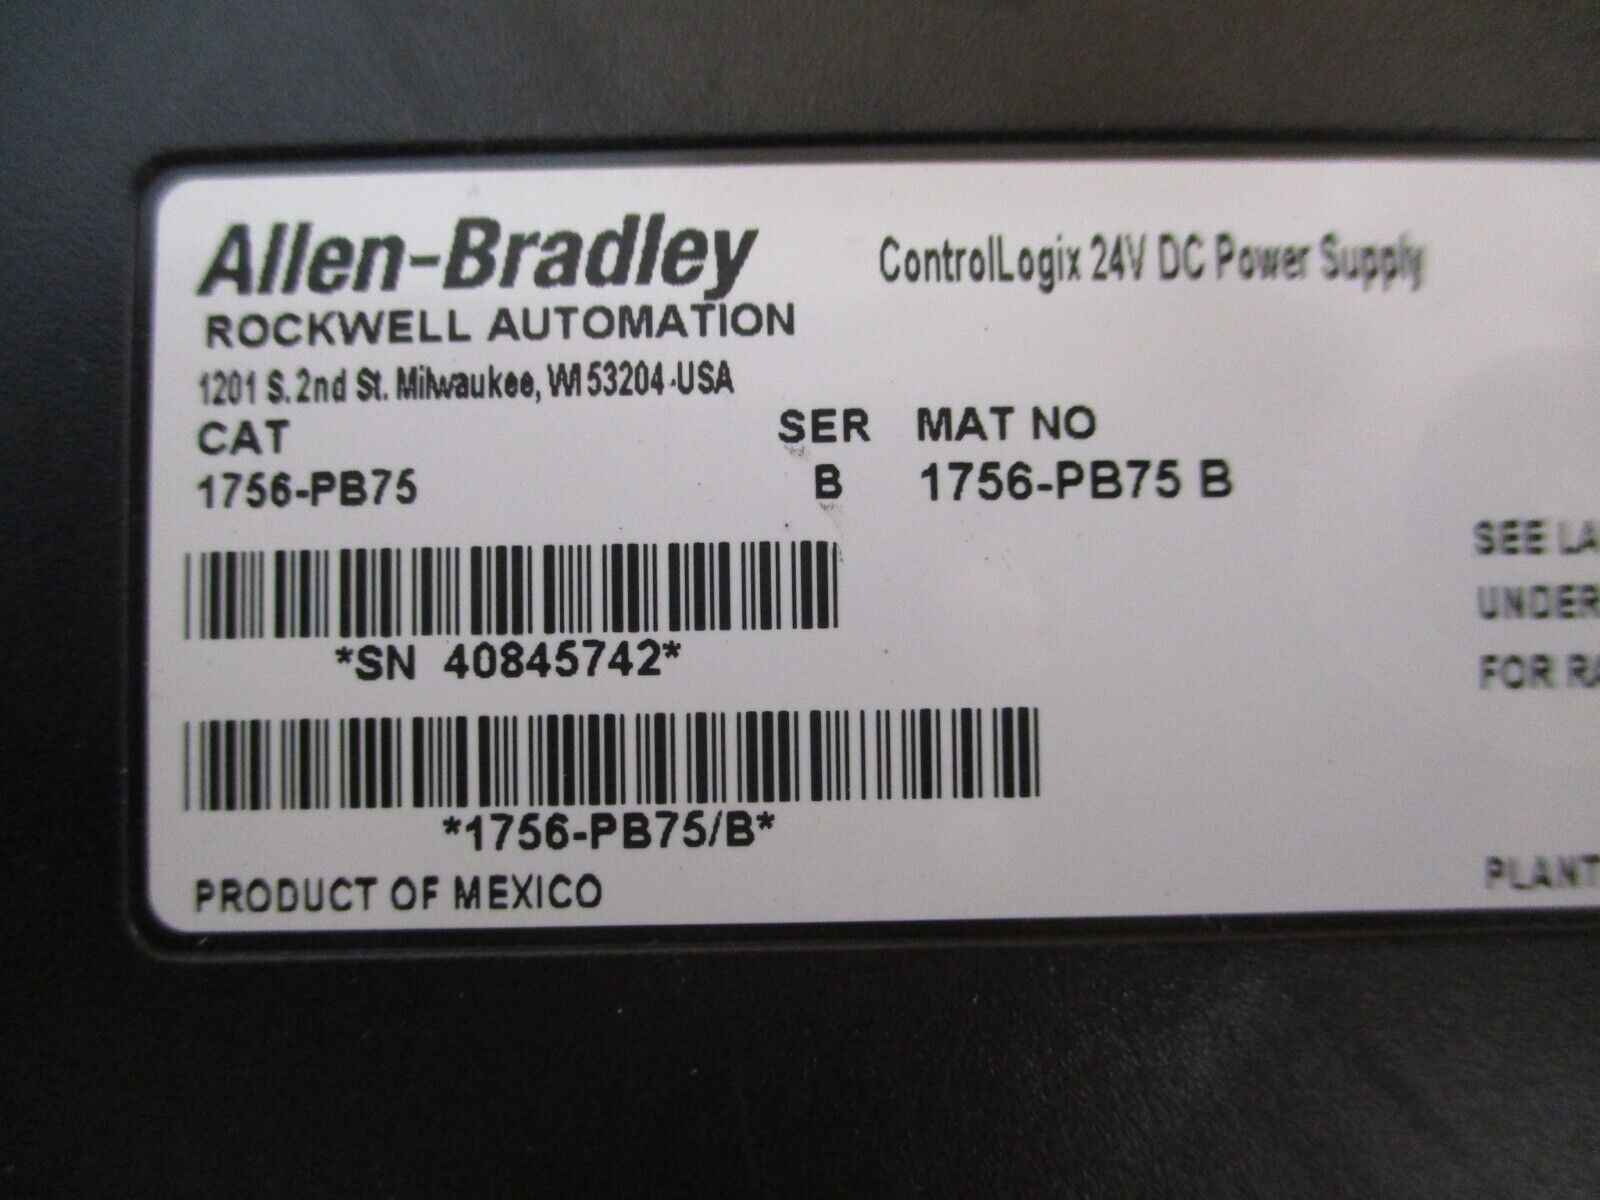 Allen-Bradley
ControlLogix 24V DC Power Supply
ROCKWELL AUTOMATION
1201 S. 2nd St. Milwaukee, WI 53204 -USA
CAT SER MAT NO
1756-PB75 B 1756-PB75 B
SEE LA
UNDER
FOR RA
*SN 40845742*
*1756-PB75/B*
PLANT
PRODUCT OF MEXICO